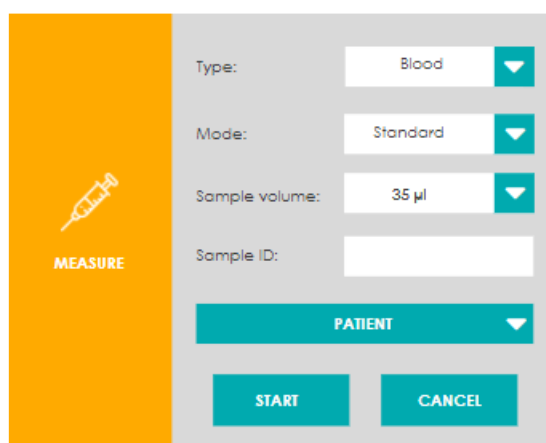 Type: Blood
Mode: Standard
Sample volume: 35 µl
MEASURE
Sample ID:
PATIENT
START CANCEL